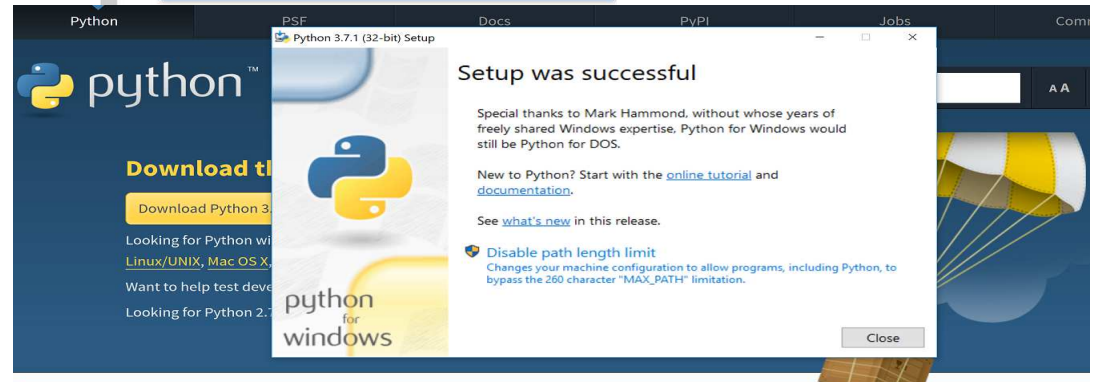 Python PSF Docs PyPI Jobs
Python 3.7.1 (32-bit) Setup
python™
A A
Setup was successful
Special thanks to Mark Hammond, without whose years of
freely shared Windows expertise, Python for Windows would
still be Python for DOS.
New to Python? Start with the online tutorial and
documentation.
See what's new in this release.
Disable path length limit
Changes your machine configuration to allow programs, including Python, to
bypass the 260 character "MAX_PATH" limitation.
Close
python
for
windows
Download
Download Python 3.
Looking for Python
Linux/UNIX, Mac OS X,
Want to help test
Looking for Python 2.7